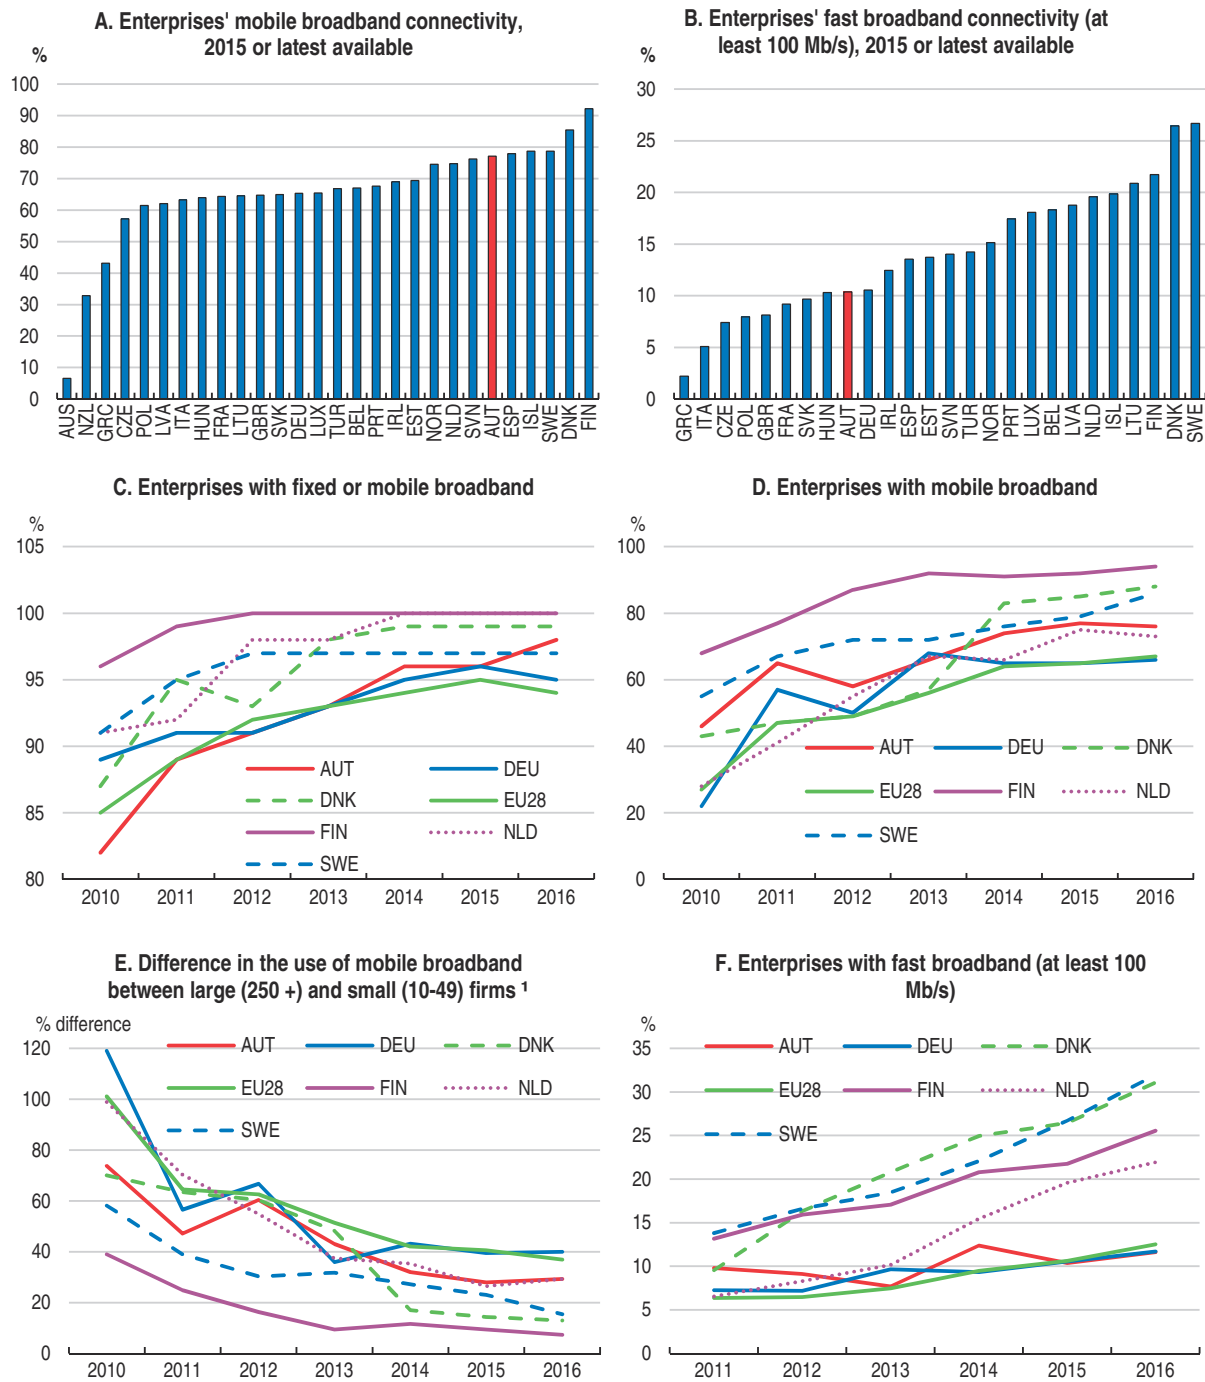 A. Enterprises' mobile broadband connectivity,
2015 or latest available
%
100
90
80
70
60
50
40
30
20
10
0
AUS NZL GRC CZE POL LVA ITA HUN FRA LTU GBR SVK DEU LUX TUR BEL PRT IRL EST NOR NLD SVN AUT ESP ISL SWE DNK FIN
B. Enterprises' fast broadband connectivity (at
least 100 Mb/s), 2015 or latest available
%
30
25
20
15
10
5
0
GRC ITA CZE POL GBR FRA SVK HUN AUT DEU IRL ESP EST SVN TUR NOR PRT LUX BEL LVA NLD ISL LTU FIN DNK SWE
C. Enterprises with fixed or mobile broadband
%
105
100
95
90
85
80
AUT DEU
DNK EU28
FIN NLD
SWE
2010 2011 2012 2013 2014 2015 2016
D. Enterprises with mobile broadband
%
100
80
60
40
20
0
AUT DEU DNK
EU28 FIN NLD
SWE
2010 2011 2012 2013 2014 2015 2016
E. Difference in the use of mobile broadband
between large (250 +) and small (10-49) firms ¹
% difference
120
100
80
60
40
20
0
AUT DEU DNK
EU28 FIN NLD
SWE
2010 2011 2012 2013 2014 2015 2016
F. Enterprises with fast broadband (at least 100
Mb/s)
%
35
30
25
20
15
10
5
0
AUT DEU DNK
EU28 FIN NLD
SWE
2011 2012 2013 2014 2015 2016